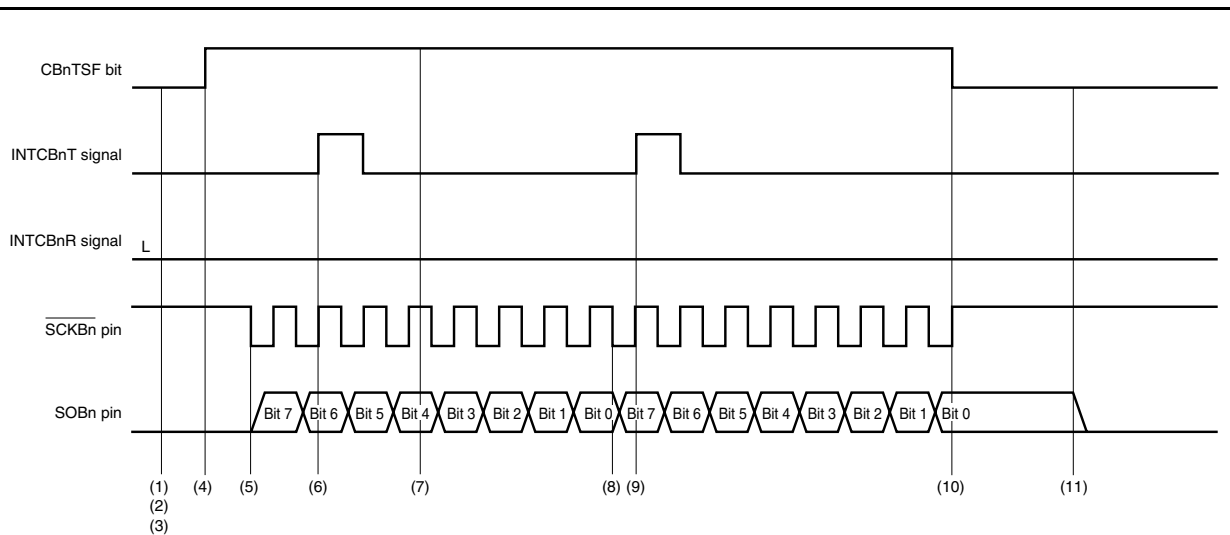 CBnTSF bit
INTCBnT signal
INTCBnR signal
L
SCKBn pin
SOBn pin
Bit 7 Bit 6 Bit 5 Bit 4 Bit 3 Bit 2 Bit 1 Bit 0 Bit 7 Bit 6 Bit 5 Bit 4 Bit 3 Bit 2 Bit 1 Bit 0
(1) (4) (5) (6) (7) (8) (9) (10) (11)
(2)
(3)